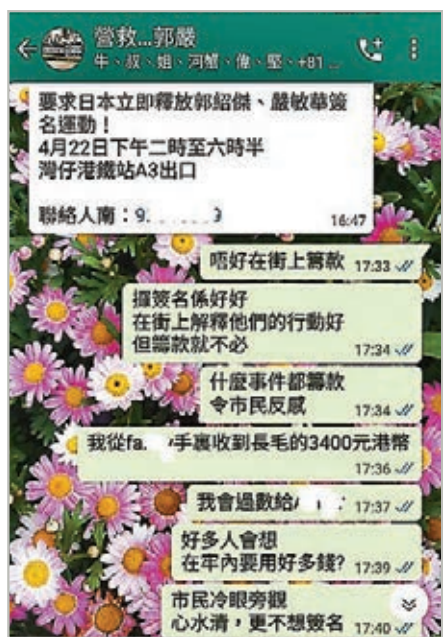 營救...郭嚴
牛、叔、姐、河蟹、偉、堅、+81 ...
要求日本立即釋放郭紹傑、嚴敏華簽
名運動！
4月22日下午二時至六時半
灣仔港鐵站A3出口
聯絡人南：9
16:47
唔好在街上籌款 17:33
攞簽名係好好
在街上解釋他們的行動好
但籌款就不必 17:34
什麼事件都籌款
令市民反感 17:34
我從fa. 手裏收到長毛的3400元港幣
17:36
我會過數給 17:37
好多人會想
在牢內要用好多錢? 17:39
市民冷眼旁觀
心水清，更不想簽名 17:40